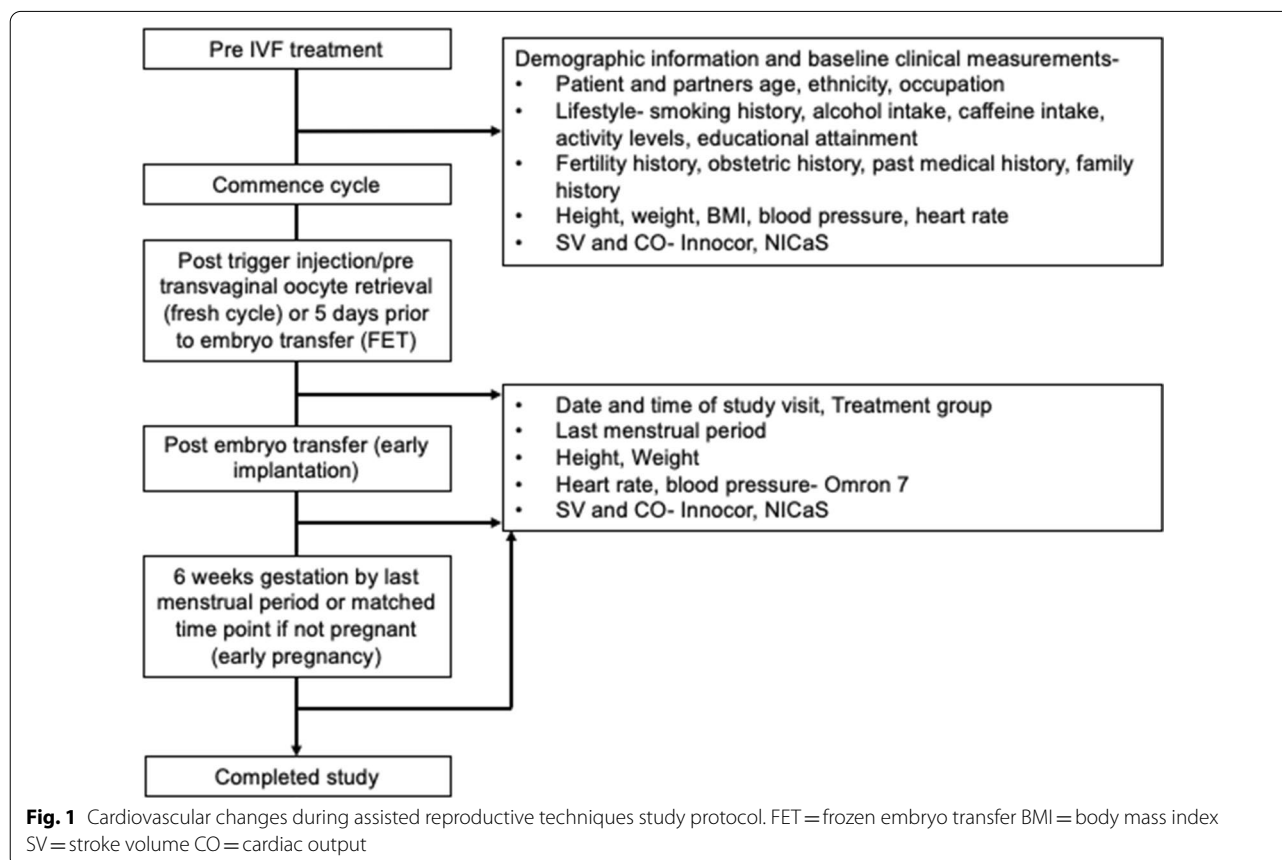 Pre IVF treatment
Demographic information and baseline clinical measurements-
• Patient and partners age, ethnicity, occupation
• Lifestyle- smoking history, alcohol intake, caffeine intake,
activity levels, educational attainment
• Fertility history, obstetric history, past medical history, family
history
• Height, weight, BMI, blood pressure, heart rate
• SV and CO- Innocor, NICaS
Commence cycle
Post trigger injection/pre
transvaginal oocyte retrieval
(fresh cycle) or 5 days prior
to embryo transfer (FET)
• Date and time of study visit, Treatment group
• Last menstrual period
• Height, Weight
• Heart rate, blood pressure- Omron 7
• SV and CO- Innocor, NICaS
Post embryo transfer (early
implantation)
6 weeks gestation by last
menstrual period or matched
time point if not pregnant
(early pregnancy)
Completed study
Fig. 1 Cardiovascular changes during assisted reproductive techniques study protocol. FET = frozen embryo transfer BMI = body mass index
SV = stroke volume CO = cardiac output